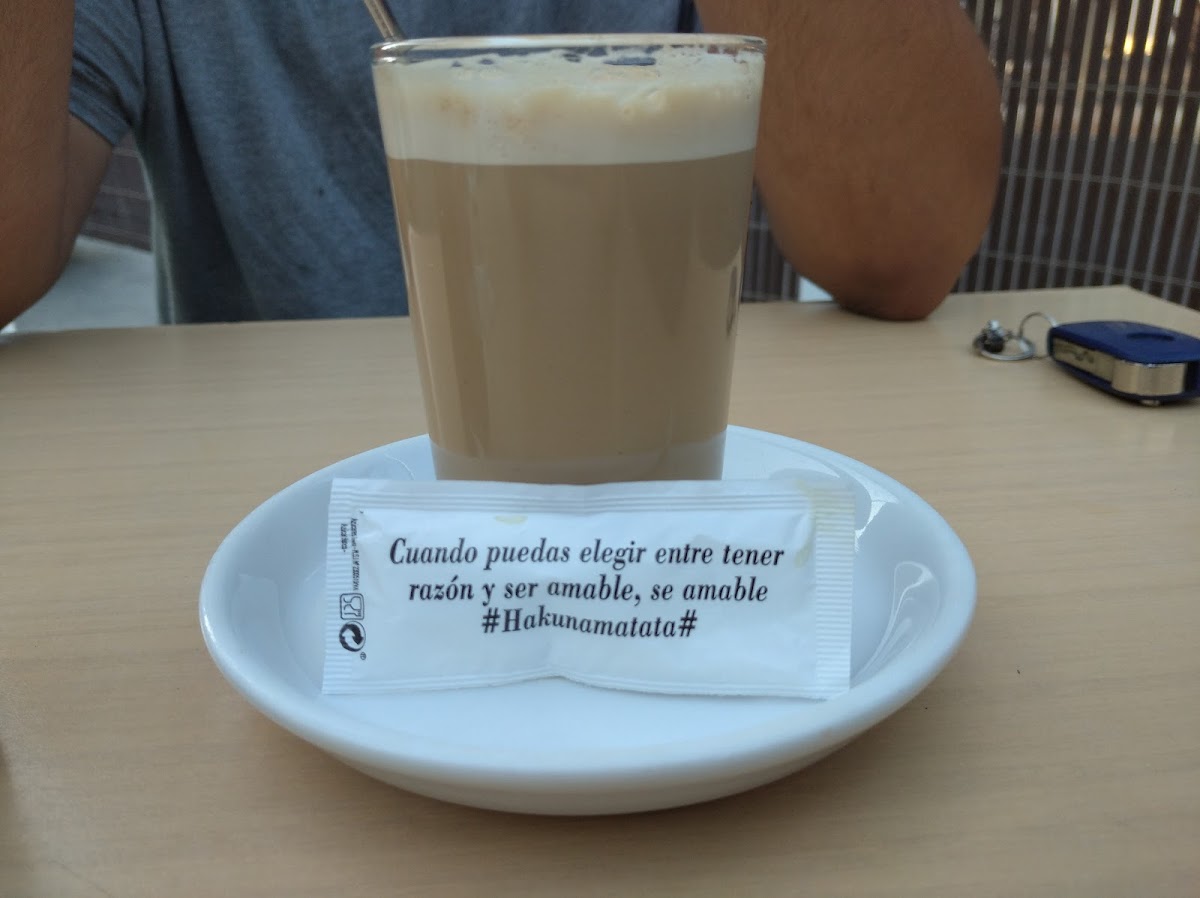 Cuando puedas elegir entre tener
razón y ser amable, se amable
#Hakunamatata#